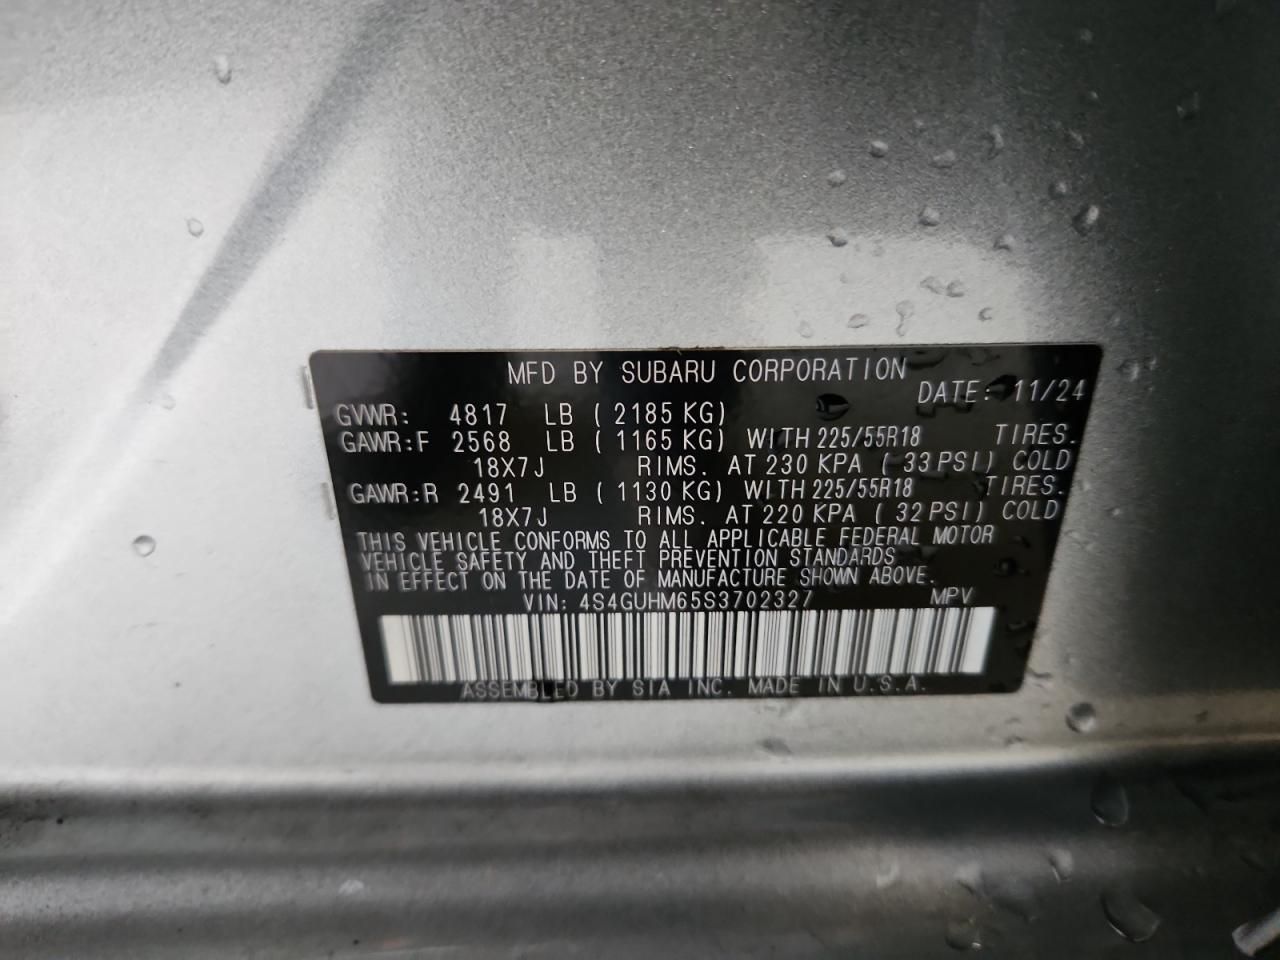 MFD BY SUBARU CORPORATION
DATE: 11/24
GVWR: 4817 LB ( 2185 KG)
GAWR:F 2568 LB ( 1165 KG) WITH 225/55R18 TIRES.
18X7J RIMS. AT 230 KPA ( 33 PSI) COLD
GAWR:R 2491 LB ( 1130 KG) WITH 225/55R18 TIRES.
18X7J RIMS. AT 220 KPA ( 32 PSI) COLD
THIS VEHICLE CONFORMS TO ALL APPLICABLE FEDERAL MOTOR
VEHICLE SAFETY AND THEFT PREVENTION STANDARDS
IN EFFECT ON THE DATE OF MANUFACTURE SHOWN ABOVE.
VIN: 4S4GUHM65S3702327 MPV
ASSEMBLED BY SIA INC. MADE IN U.S.A.